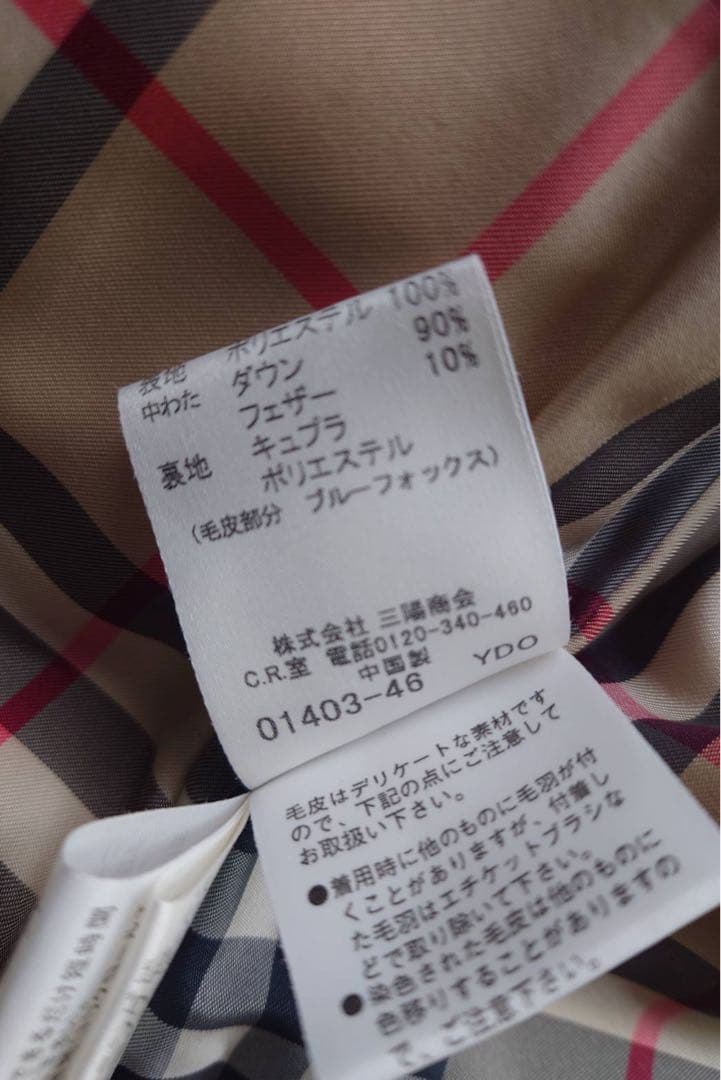 表地 ポリエステル 100%
中わた ダウン 90%
フェザー 10%
裏地 キュプラ
ポリエステル
(毛皮部分 ブルーフォックス)
株式会社 三陽商会
C.R.室 電話0120-340-460
中国製 YDO
01403-46
毛皮はデリケートな素材です
ので、下記の点にご注意して
お取扱い下さい。
●着用時に他のものに毛羽が付
くことがありますが、付着し
た毛羽はエチケットブラシな
どで取り除いて下さい。
●染色された毛皮は他のものに
色移りすることがありますの
で、ご注意下さい。